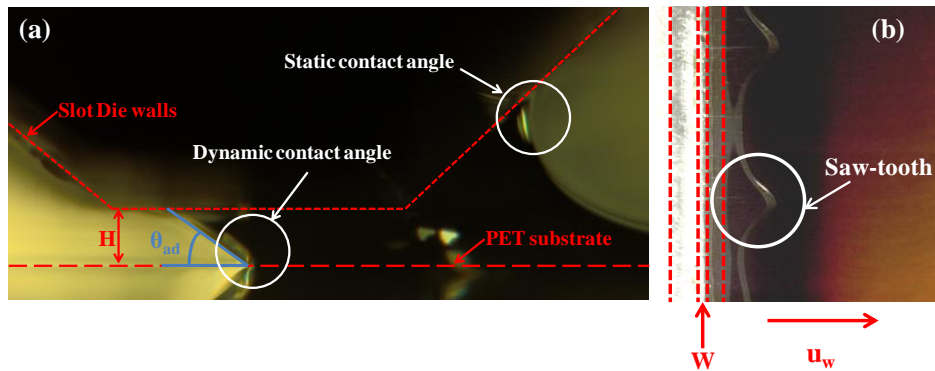 (a)
Static contact angle
Slot Die walls
Dynamic contact angle
H
θad
PET substrate
(b)
Saw-tooth
W
uw